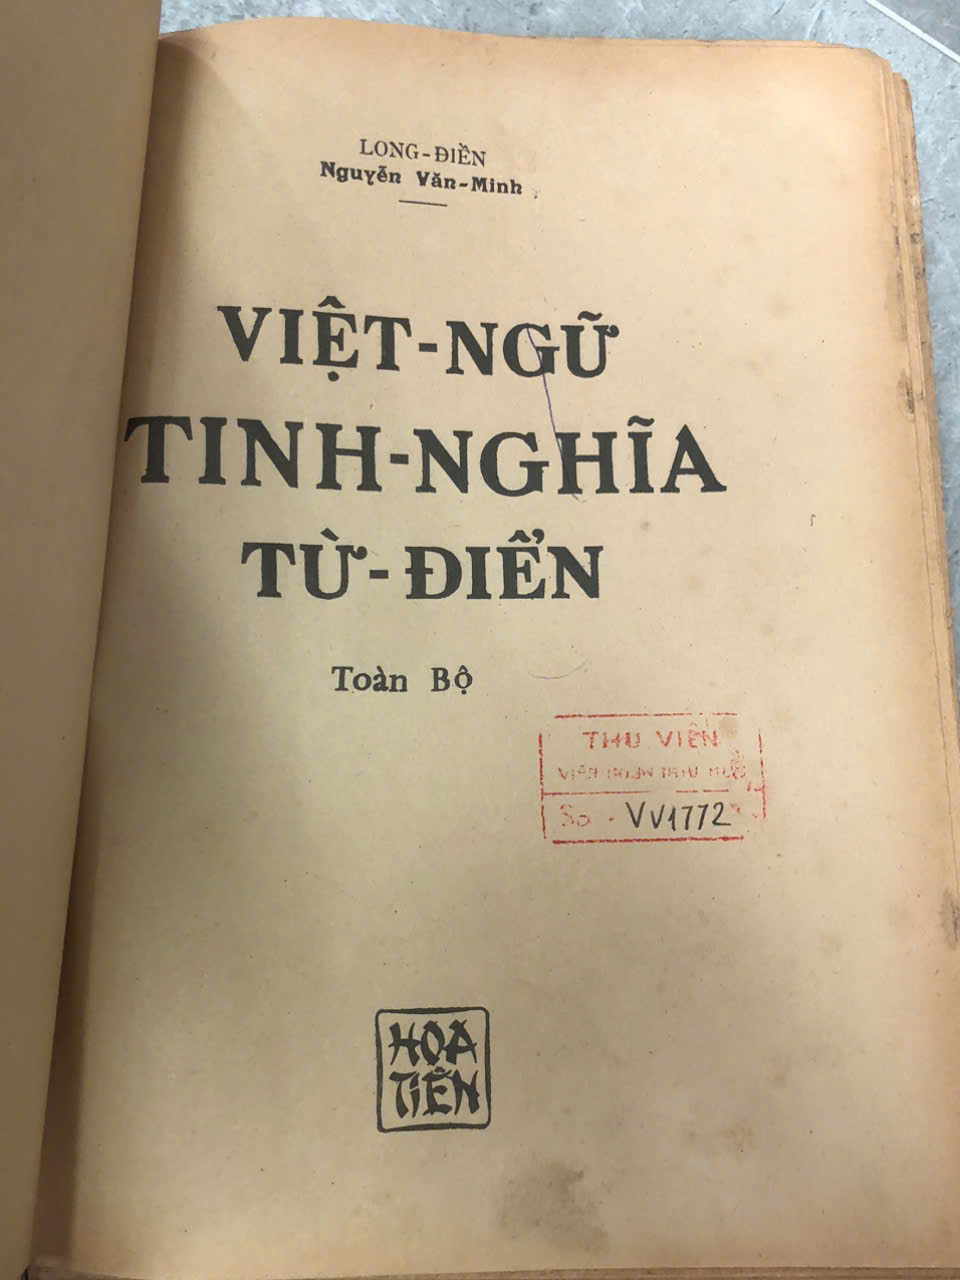 LONG-ĐIỀN
Nguyễn Văn-Minh
VIỆT-NGỮ
TINH-NGHĨA
TỪ-ĐIỂN
Toàn Bộ
THƯ VIỆN
VIỆN
Số VV1772
HOA
TIÊN